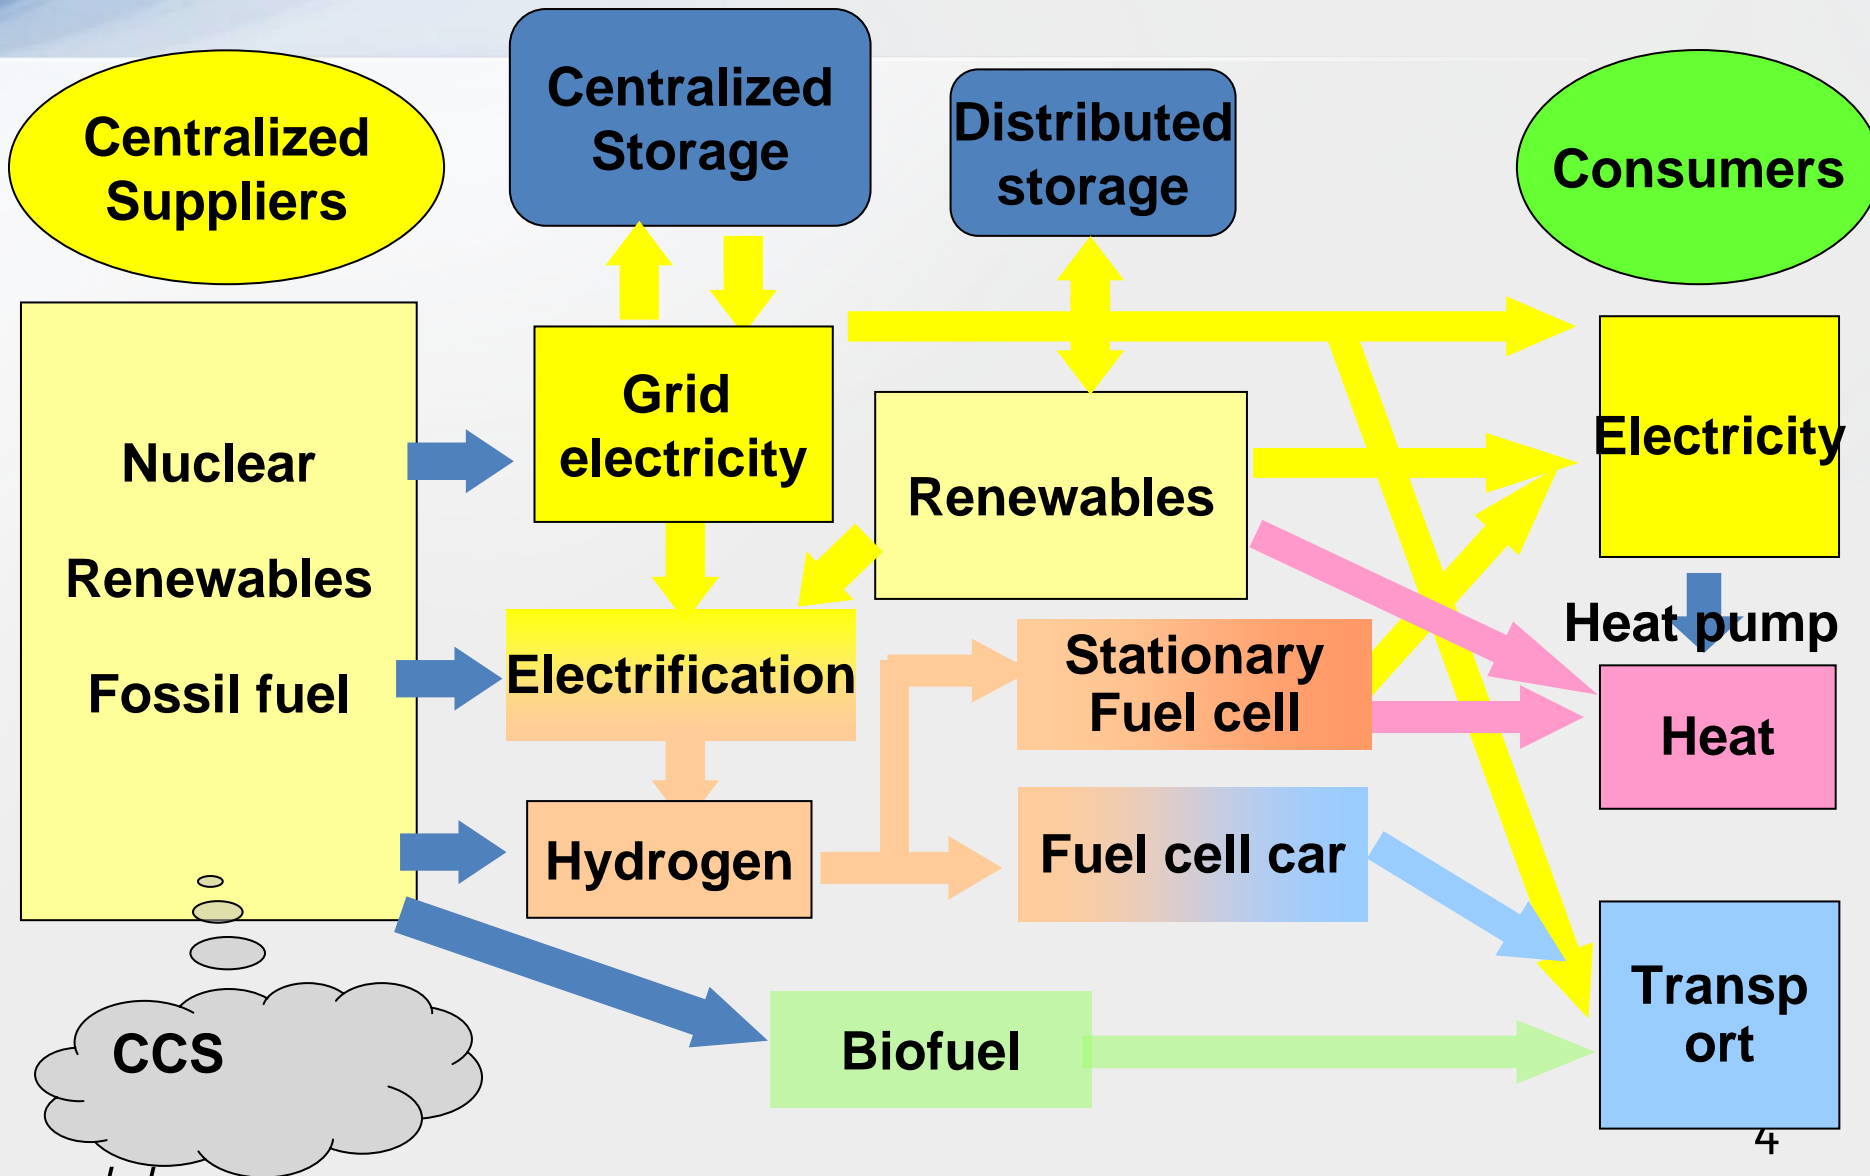 Centralized
Suppliers
Centralized
Storage
Distributed
storage
Consumers
Nuclear
Renewables
Fossil fuel
Grid
electricity
Renewables
Electricity
Heat pump
Electrification
Stationary
Fuel cell
Heat
Hydrogen
Fuel cell car
Transp
ort
CCS
Biofuel
4